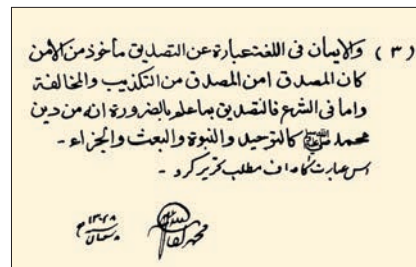 (٣) والایمان فی اللغۃ عبارۃ عن التصدیق ماخوذ من الامن
کان المصدق امن المصدق من التکذیب والمخالفۃ
واما فی الشرع فالتصدیق بما علم بالضرورۃ انه من دین
محمد ﷺ کالتوحید والنبوۃ والبعث والجزاء -
اس عبارت کا صاف مطلب تحریر کرو -
محمد